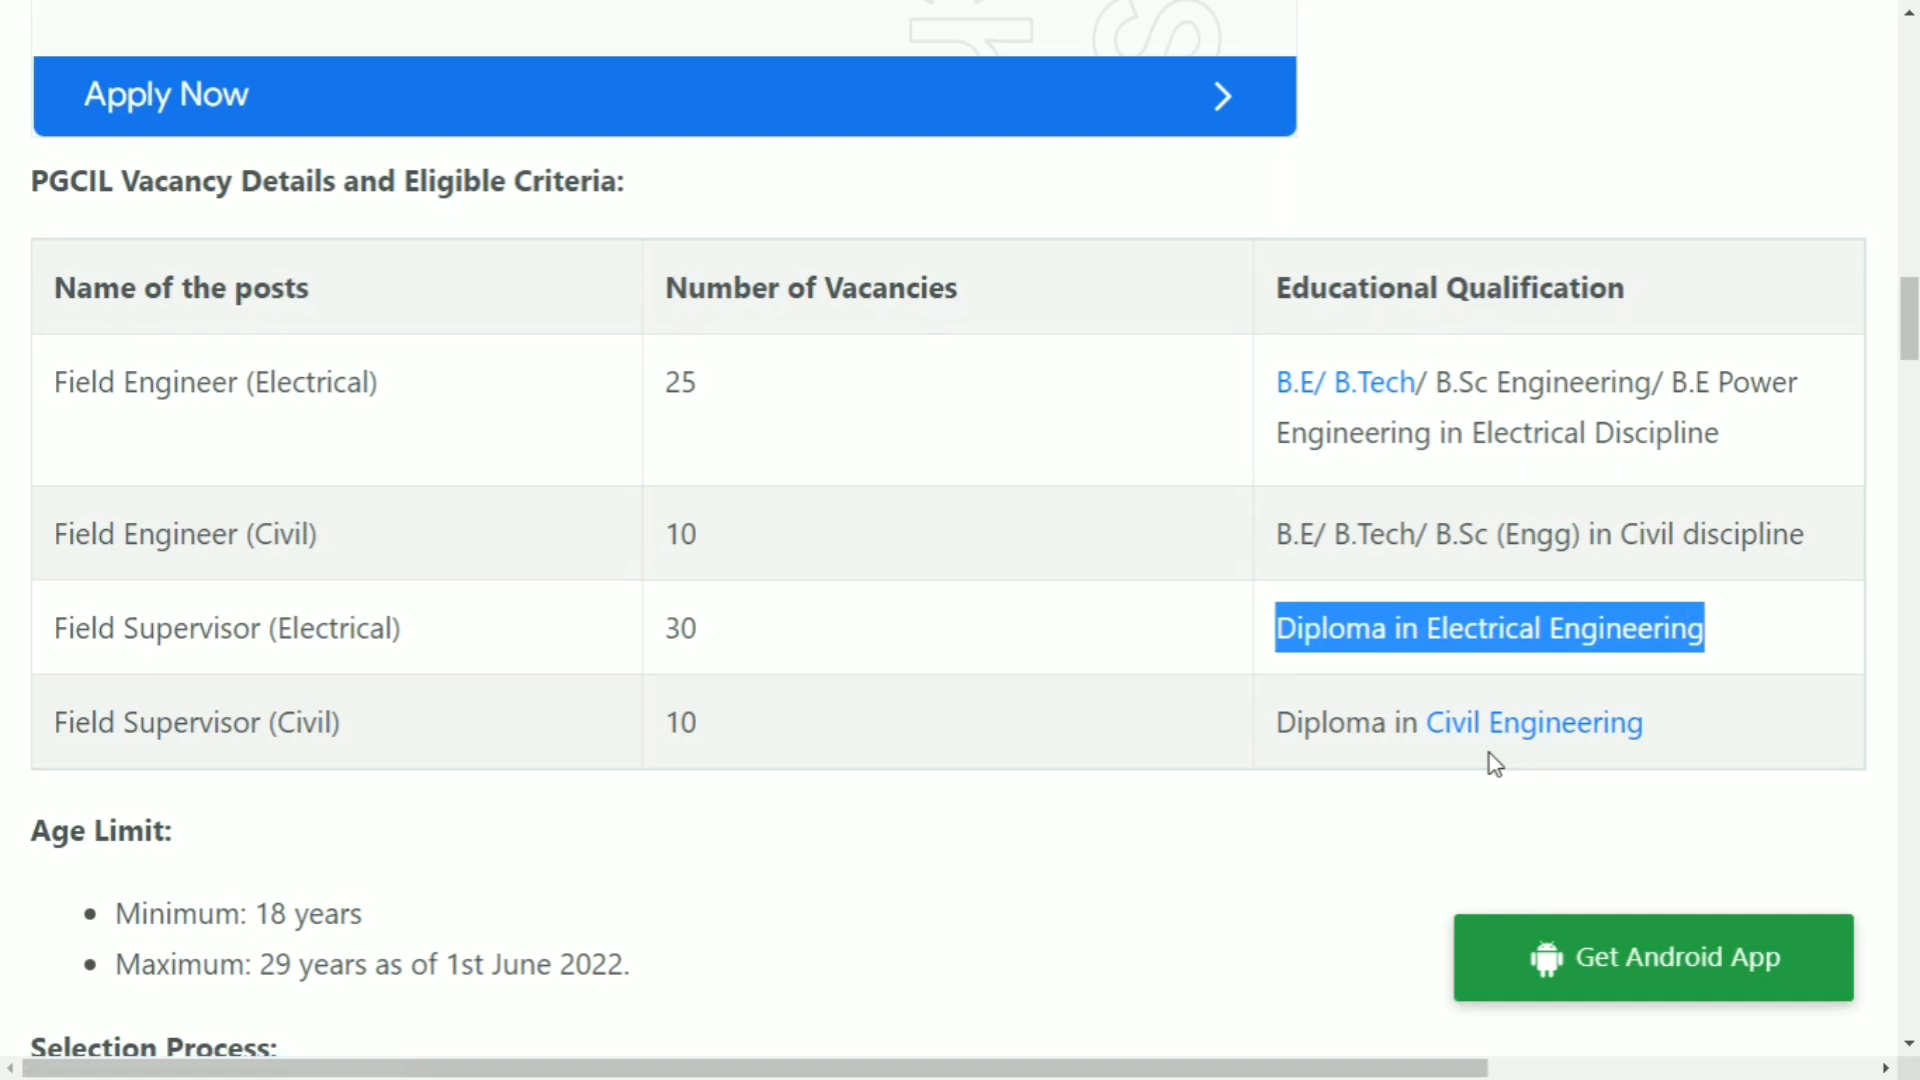 Apply Now
PGCIL Vacancy Details and Eligible Criteria:
Name of the posts
Number of Vacancies
Educational Qualification
Field Engineer (Electrical)
25
B.E/ B.Tech/ B.Sc Engineering/ B.E Power
Engineering in Electrical Discipline
Field Engineer (Civil)
10
B.E/ B.Tech/ B.Sc (Engg) in Civil discipline
Field Supervisor (Electrical)
30
Diploma in Electrical Engineering
Field Supervisor (Civil)
10
Diploma in Civil Engineering
Age Limit:
Minimum: 18 years
Maximum: 29 years as of 1st June 2022.
Get Android App
Selection Process: